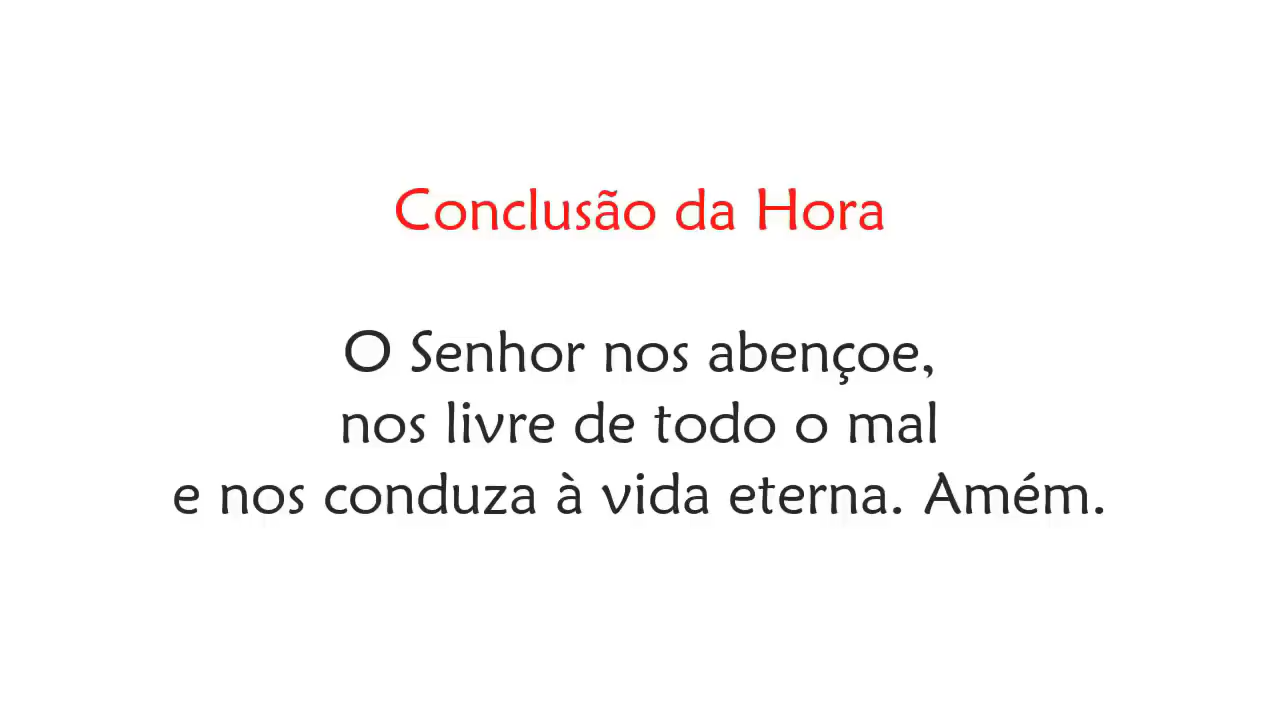 Conclusão da Hora
O Senhor nos abençoe,
nos livre de todo o mal
e nos conduza à vida eterna. Amém.